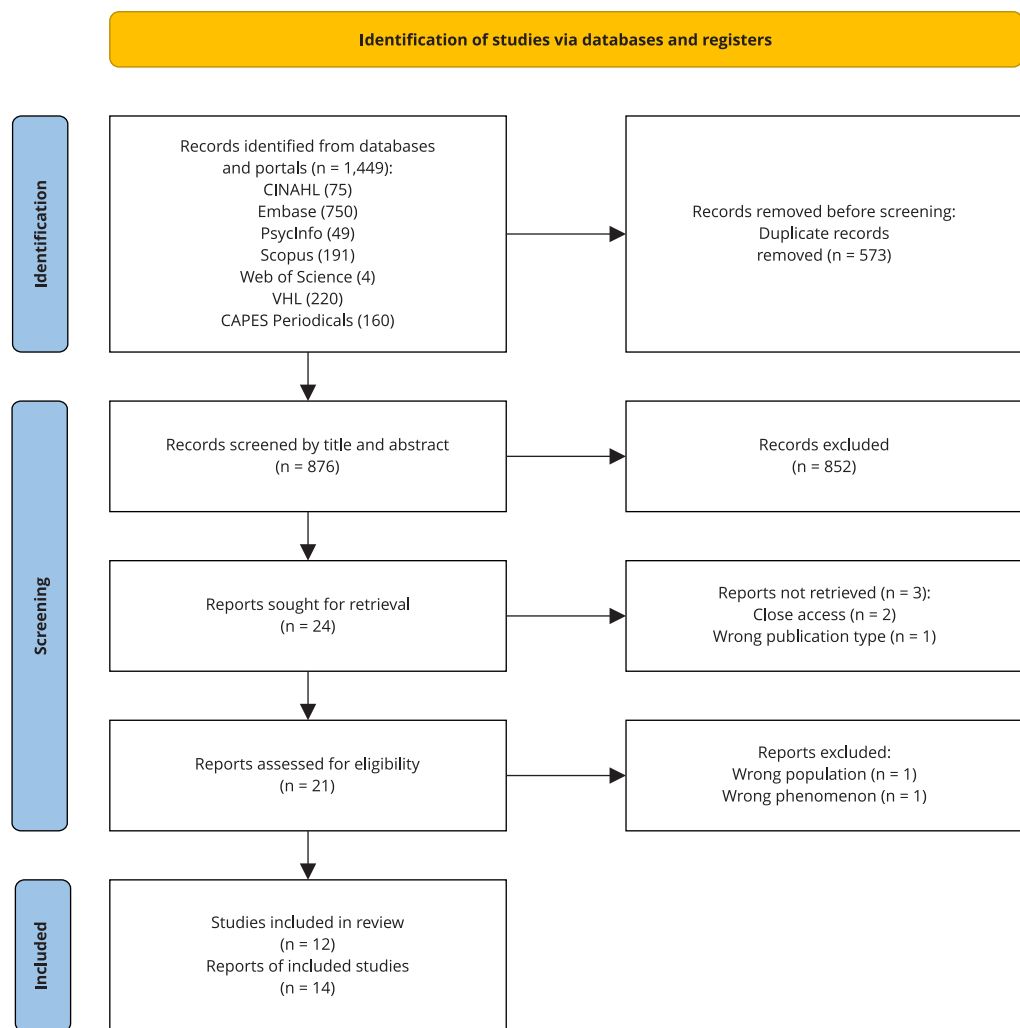 Identification of studies via databases and registers
Identification
Records identified from databases
and portals (n = 1,449):
CINAHL (75)
Embase (750)
PsycInfo (49)
Scopus (191)
Web of Science (4)
VHL (220)
CAPES Periodicals (160)
Records removed before screening:
Duplicate records
removed (n = 573)
Screening
Records screened by title and abstract
(n = 876)
Records excluded
(n = 852)
Reports sought for retrieval
(n = 24)
Reports not retrieved (n = 3):
Close access (n = 2)
Wrong publication type (n = 1)
Reports assessed for eligibility
(n = 21)
Reports excluded:
Wrong population (n = 1)
Wrong phenomenon (n = 1)
Included
Studies included in review
(n = 12)
Reports of included studies
(n = 14)